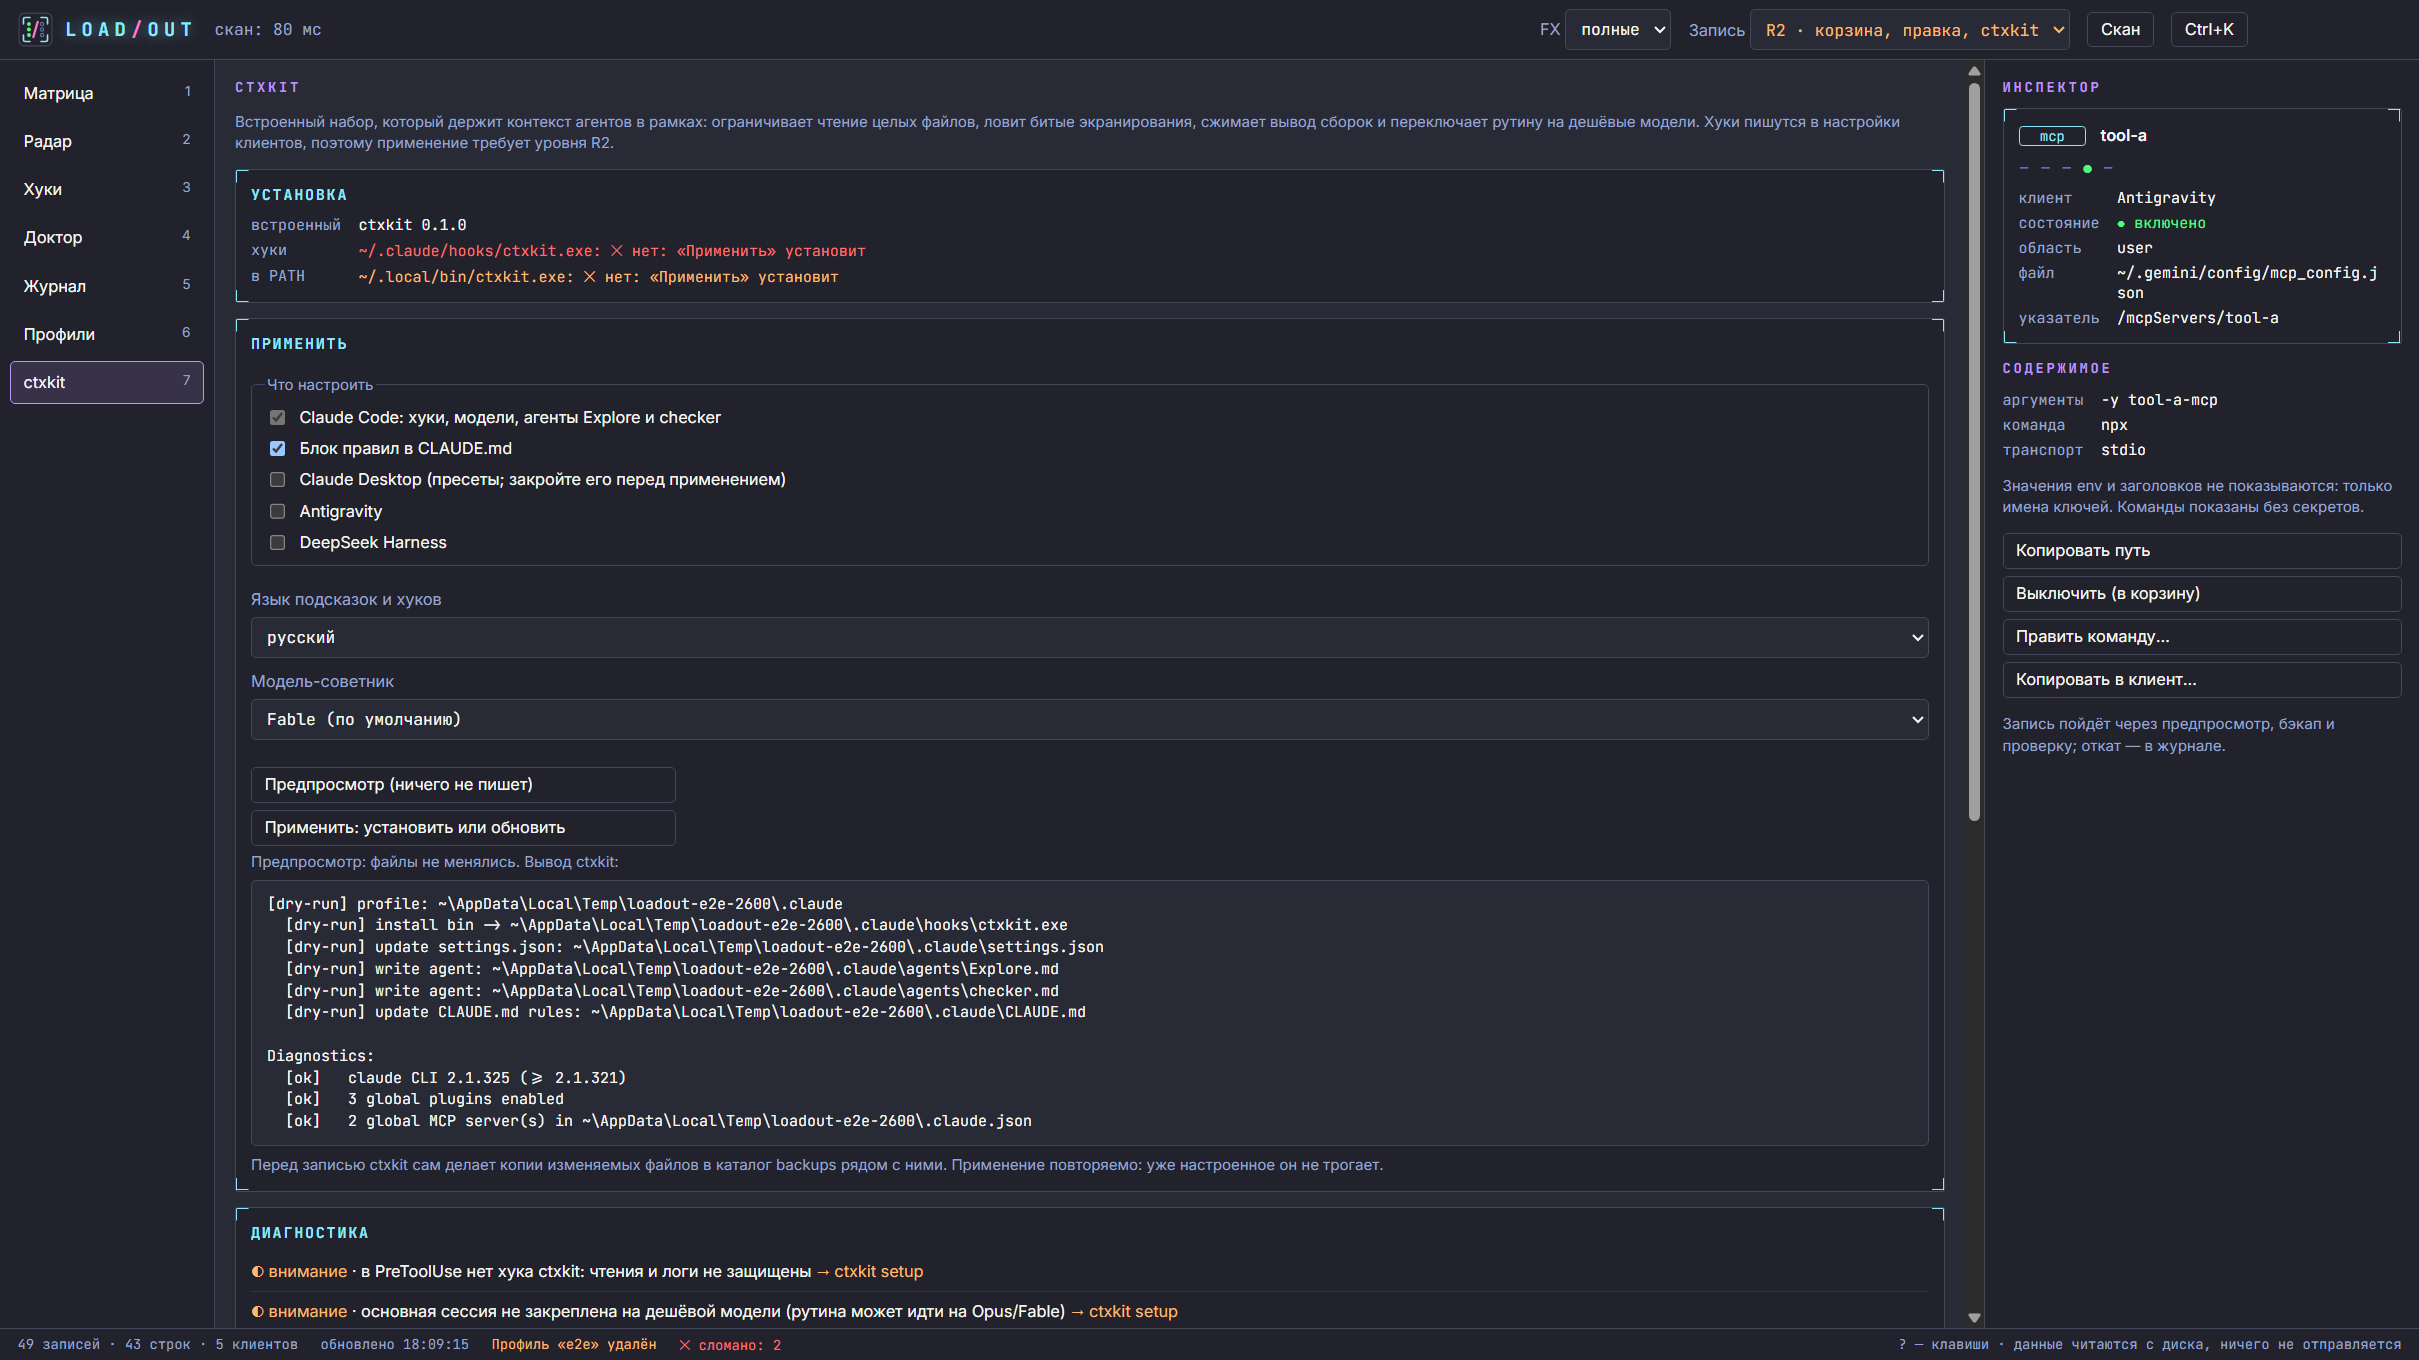 LOAD/OUT скан: 80 мс FX полные Запись R2 · корзина, правка, ctxkit Скан Ctrl+K
Матрица 1
Радар 2
Хуки 3
Доктор 4
Журнал 5
Профили 6
ctxkit 7
CTXKIT
Встроенный набор, который держит контекст агентов в рамках: ограничивает чтение целых файлов, ловит битые экранирования, сжимает вывод сборок и переключает рутину на дешёвые модели. Хуки пишутся в настройки
клиентов, поэтому применение требует уровня R2.
УСТАНОВКА
встроенный ctxkit 0.1.0
хуки ~/.claude/hooks/ctxkit.exe: ✕ нет: «Применить» установит
в PATH ~/.local/bin/ctxkit.exe: ✕ нет: «Применить» установит
ПРИМЕНИТЬ
Что настроить
Claude Code: хуки, модели, агенты Explore и checker
Блок правил в CLAUDE.md
Claude Desktop (пресеты; закройте его перед применением)
Antigravity
DeepSeek Harness
Язык подсказок и хуков
русский
Модель-советник
Fable (по умолчанию)
Предпросмотр (ничего не пишет)
Применить: установить или обновить
Предпросмотр: файлы не менялись. Вывод ctxkit:
[dry-run] profile: ~\AppData\Local\Temp\loadout-e2e-2600\.claude
[dry-run] install bin -> ~\AppData\Local\Temp\loadout-e2e-2600\.claude\hooks\ctxkit.exe
[dry-run] update settings.json: ~\AppData\Local\Temp\loadout-e2e-2600\.claude\settings.json
[dry-run] write agent: ~\AppData\Local\Temp\loadout-e2e-2600\.claude\agents\Explore.md
[dry-run] write agent: ~\AppData\Local\Temp\loadout-e2e-2600\.claude\agents\checker.md
[dry-run] update CLAUDE.md rules: ~\AppData\Local\Temp\loadout-e2e-2600\.claude\CLAUDE.md
Diagnostics:
[ok] claude CLI 2.1.325 (>= 2.1.321)
[ok] 3 global plugins enabled
[ok] 2 global MCP server(s) in ~\AppData\Local\Temp\loadout-e2e-2600\.claude.json
Перед записью ctxkit сам делает копии изменяемых файлов в каталог backups рядом с ними. Применение повторяемо: уже настроенное он не трогает.
ДИАГНОСТИКА
внимание · в PreToolUse нет хука ctxkit: чтения и логи не защищены → ctxkit setup
внимание · основная сессия не закреплена на дешёвой модели (рутина может идти на Opus/Fable) → ctxkit setup
ИНСПЕКТОР
mcp tool-a
— — — ● —
клиент Antigravity
состояние ● включено
область user
файл ~/.gemini/config/mcp_config.j
son
указатель /mcpServers/tool-a
СОДЕРЖИМОЕ
аргументы -y tool-a-mcp
команда npx
транспорт stdio
Значения env и заголовков не показываются: только
имена ключей. Команды показаны без секретов.
Копировать путь
Выключить (в корзину)
Править команду...
Копировать в клиент...
Запись пойдёт через предпросмотр, бэкап и
проверку; откат — в журнале.
49 записей · 43 строк · 5 клиентов обновлено 18:09:15 Профиль «e2e» удалён ✕ сломано: 2 ? — клавиши · данные читаются с диска, ничего не отправляется